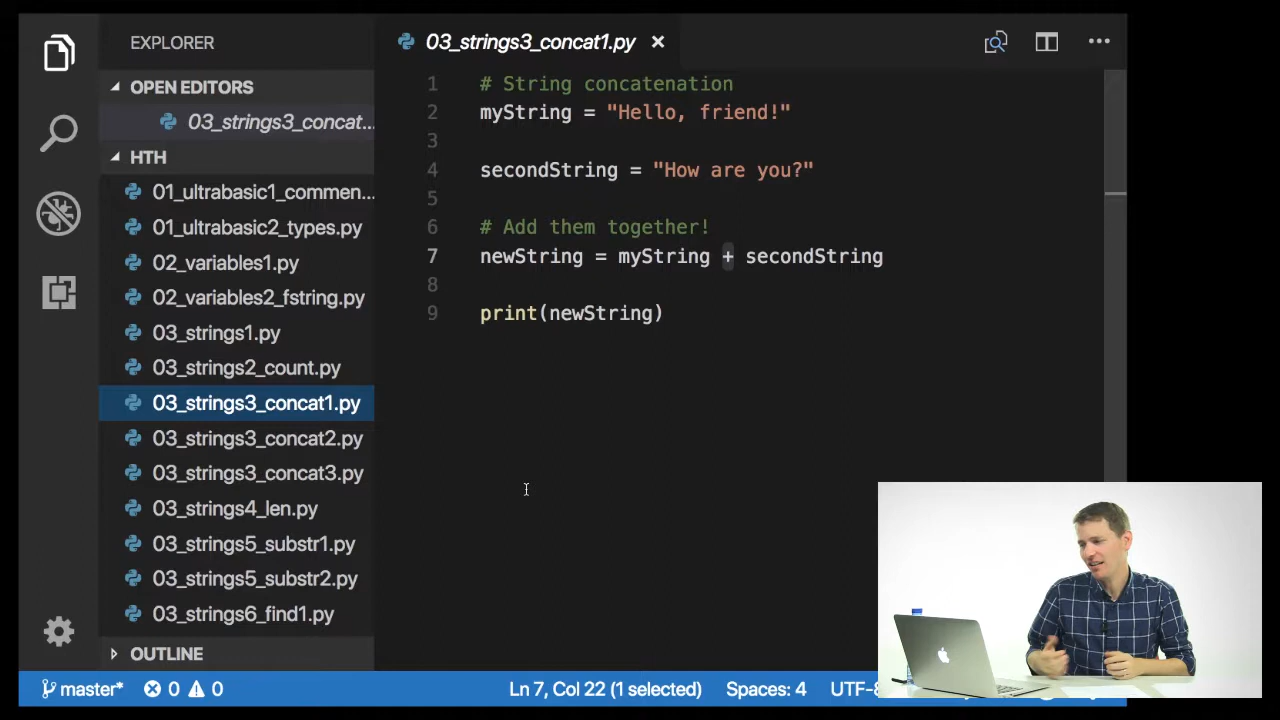 EXPLORER
OPEN EDITORS
03_strings3_concat...
HTH
01_ultrabasic1_commen...
01_ultrabasic2_types.py
02_variables1.py
02_variables2_fstring.py
03_strings1.py
03_strings2_count.py
03_strings3_concat1.py
03_strings3_concat2.py
03_strings3_concat3.py
03_strings4_len.py
03_strings5_substr1.py
03_strings5_substr2.py
03_strings6_find1.py
OUTLINE
03_strings3_concat1.py
1 # String concatenation
2 myString = "Hello, friend!"
3
4 secondString = "How are you?"
5
6 # Add them together!
7 newString = myString + secondString
8
9 print(newString)
master* 0 0 Ln 7, Col 22 (1 selected) Spaces: 4